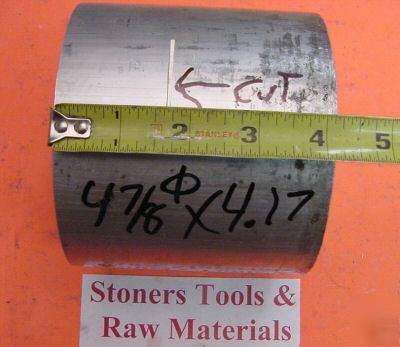 ← CUT
1 2 3 4 5
STANLEY
4 7/8 Φ X 4.17
Stoners Tools &
Raw Materials